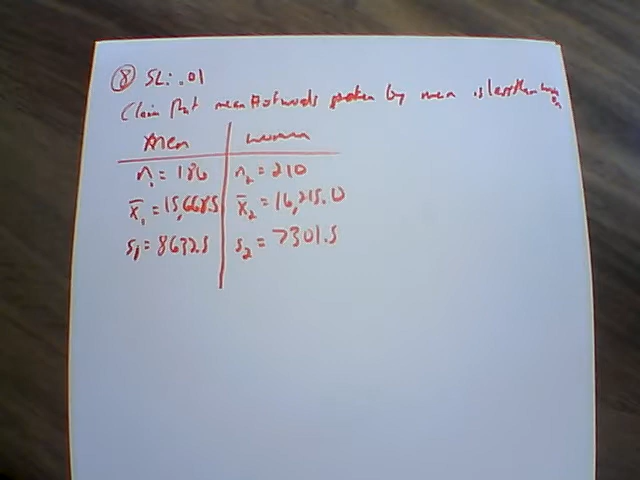 ⑧ SL: .01
Claim that mean # of words spoken by men is less than women
Men women
n₁ = 186 n₂ = 210
x̄₁ = 15,668.5 x̄₂ = 16,215.0
s₁ = 8632.5 s₂ = 7301.5